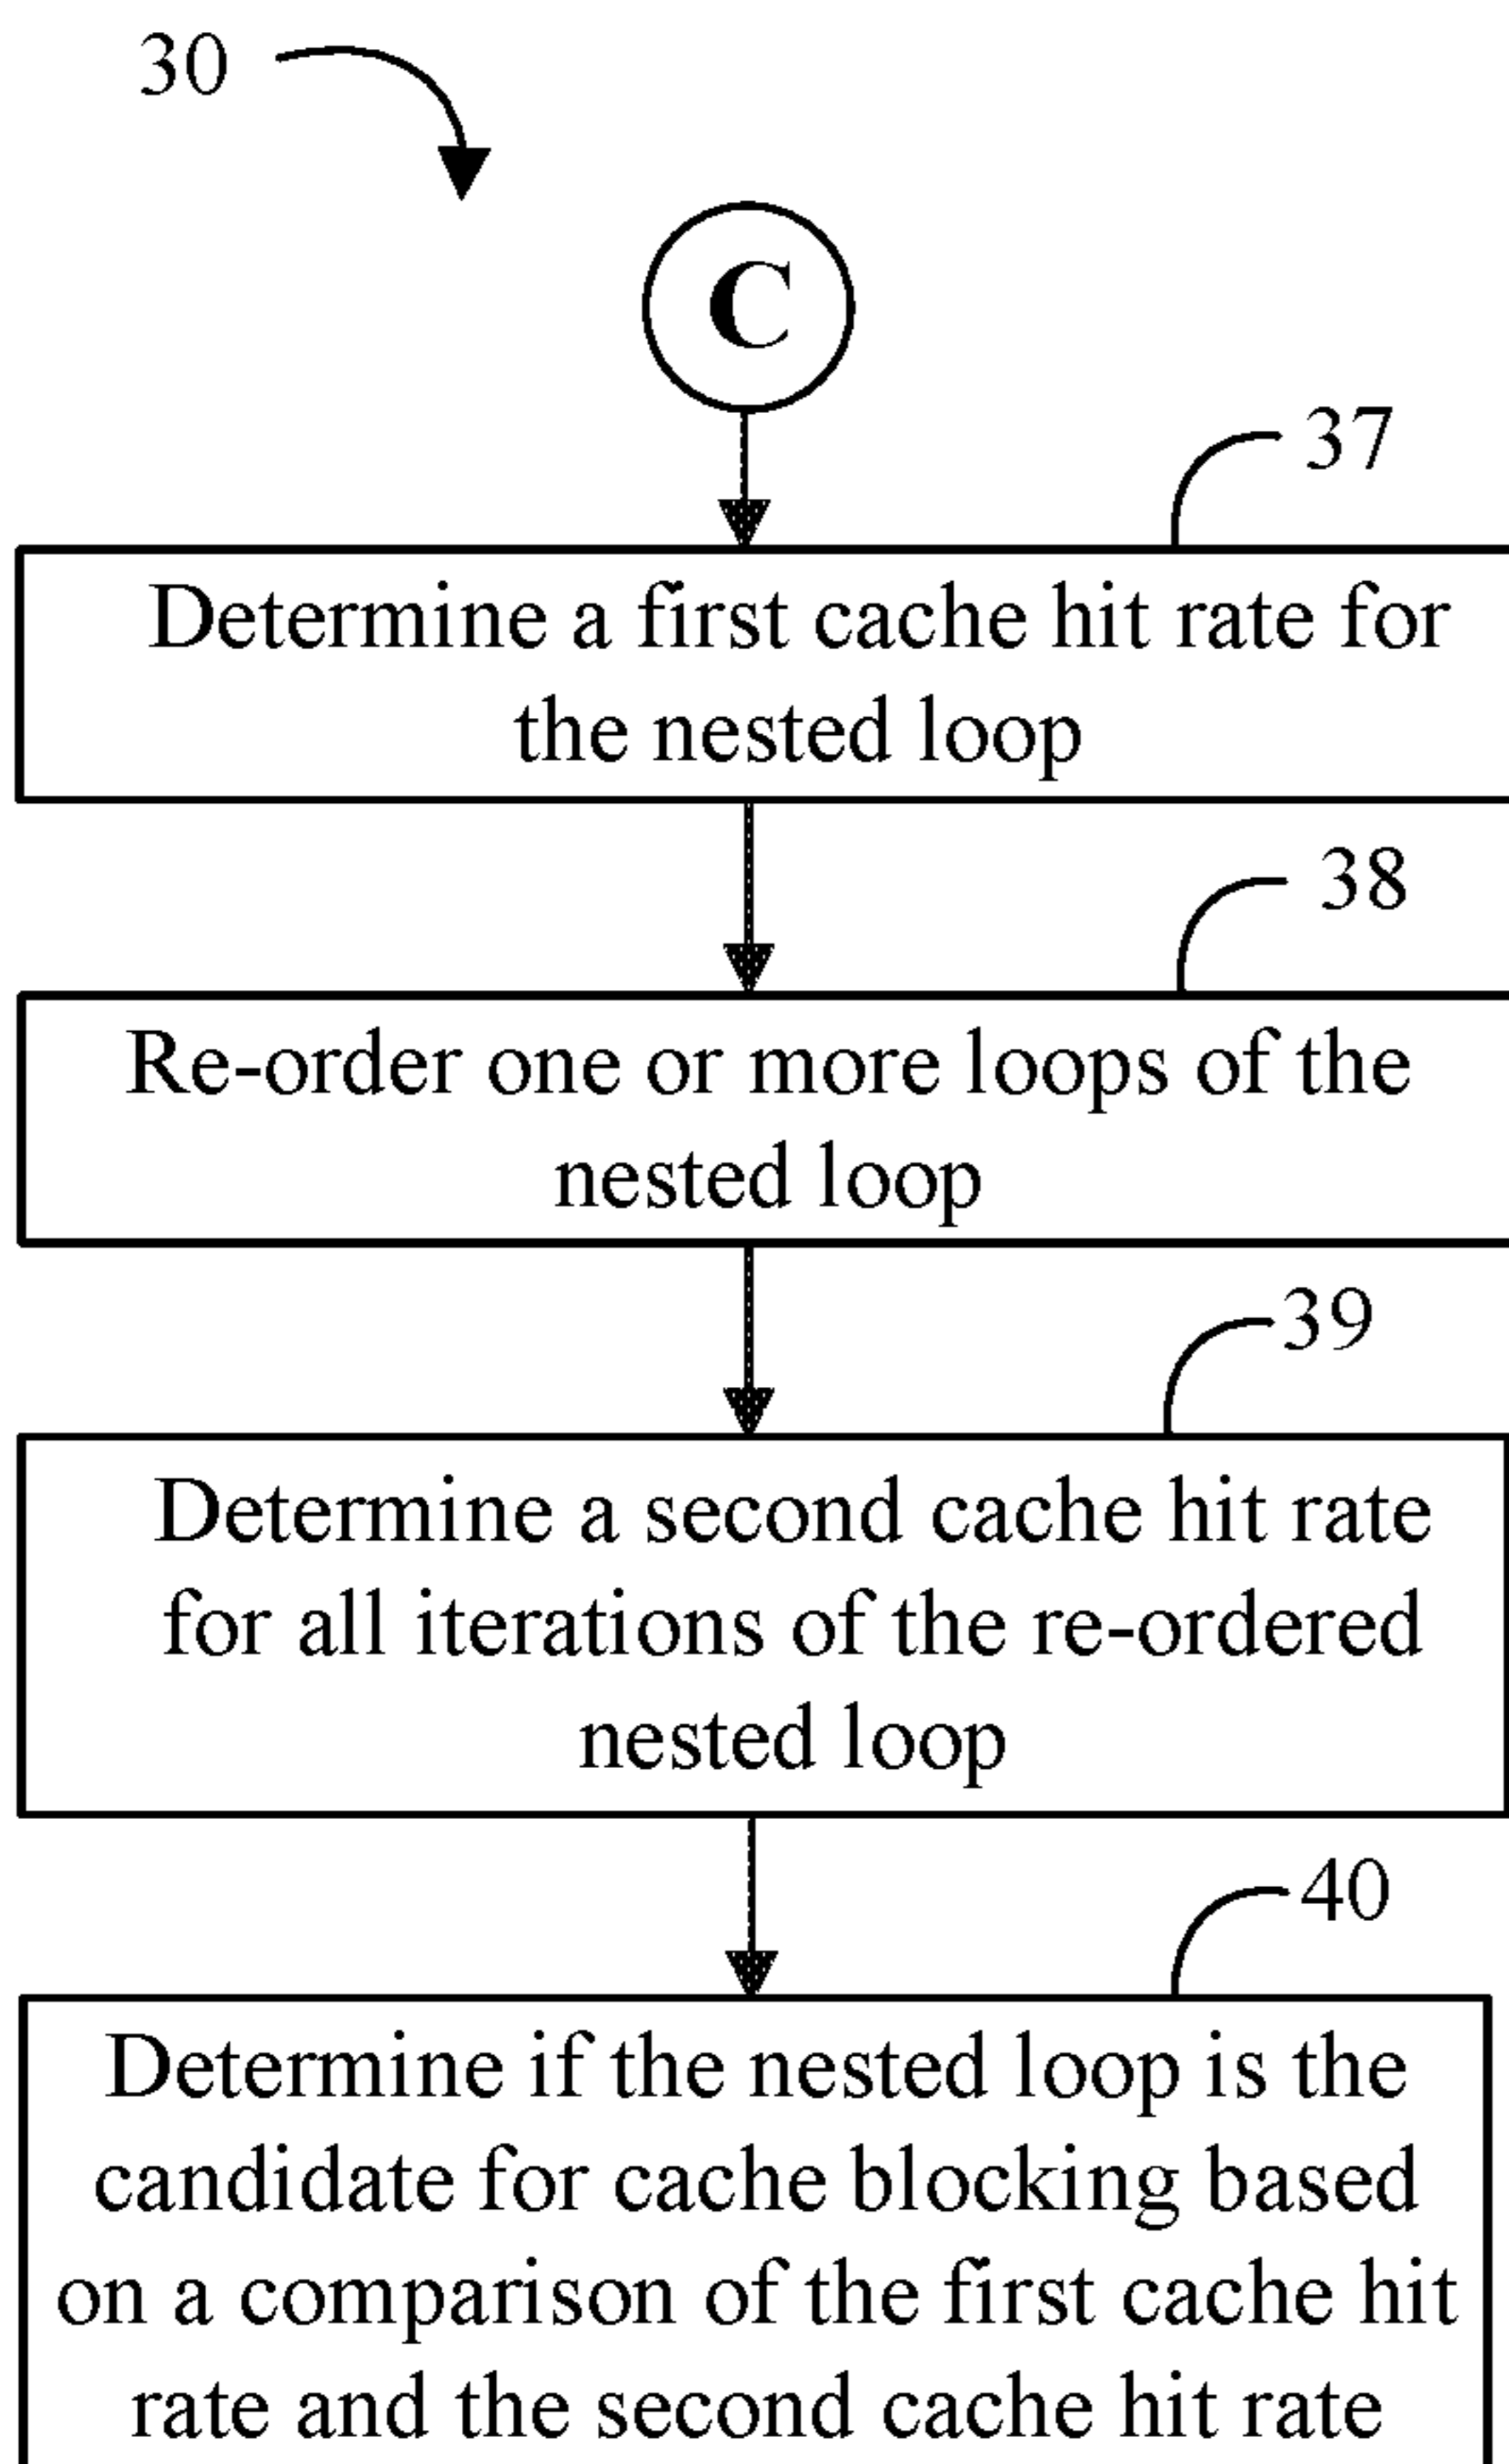 30
C
37
Determine a first cache hit rate for
the nested loop
38
Re-order one or more loops of the
nested loop
39
Determine a second cache hit rate
for all iterations of the re-ordered
nested loop
40
Determine if the nested loop is the
candidate for cache blocking based
on a comparison of the first cache hit
rate and the second cache hit rate